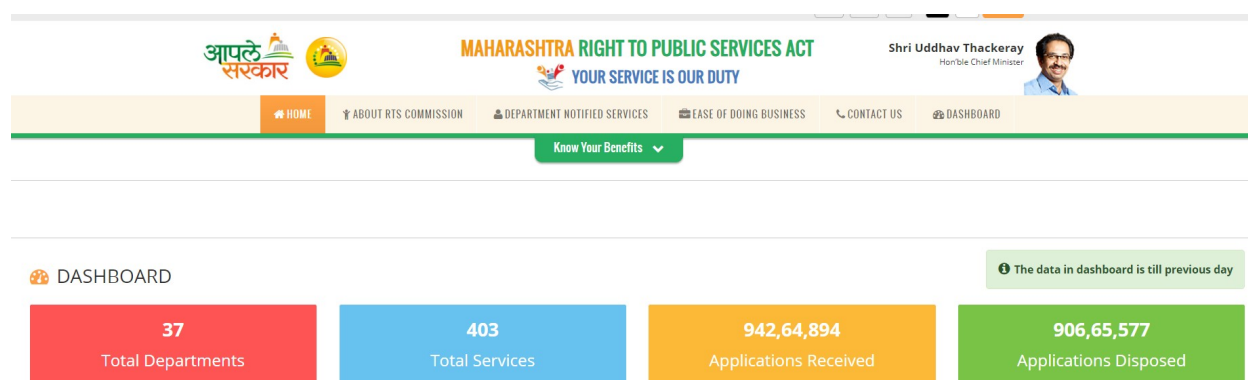 आपले
सरकार
MAHARASHTRA RIGHT TO PUBLIC SERVICES ACT
YOUR SERVICE IS OUR DUTY
Shri Uddhav Thackeray
Hon'ble Chief Minister
HOME ABOUT RTS COMMISSION DEPARTMENT NOTIFIED SERVICES EASE OF DOING BUSINESS CONTACT US DASHBOARD
Know Your Benefits
DASHBOARD
The data in dashboard is till previous day
37
Total Departments
403
Total Services
942,64,894
Applications Received
906,65,577
Applications Disposed